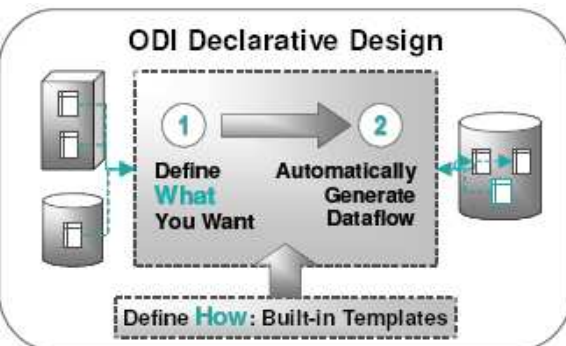 ODI Declarative Design
1
2
Define
What
You Want
Automatically
Generate
Dataflow
Define How: Built-in Templates